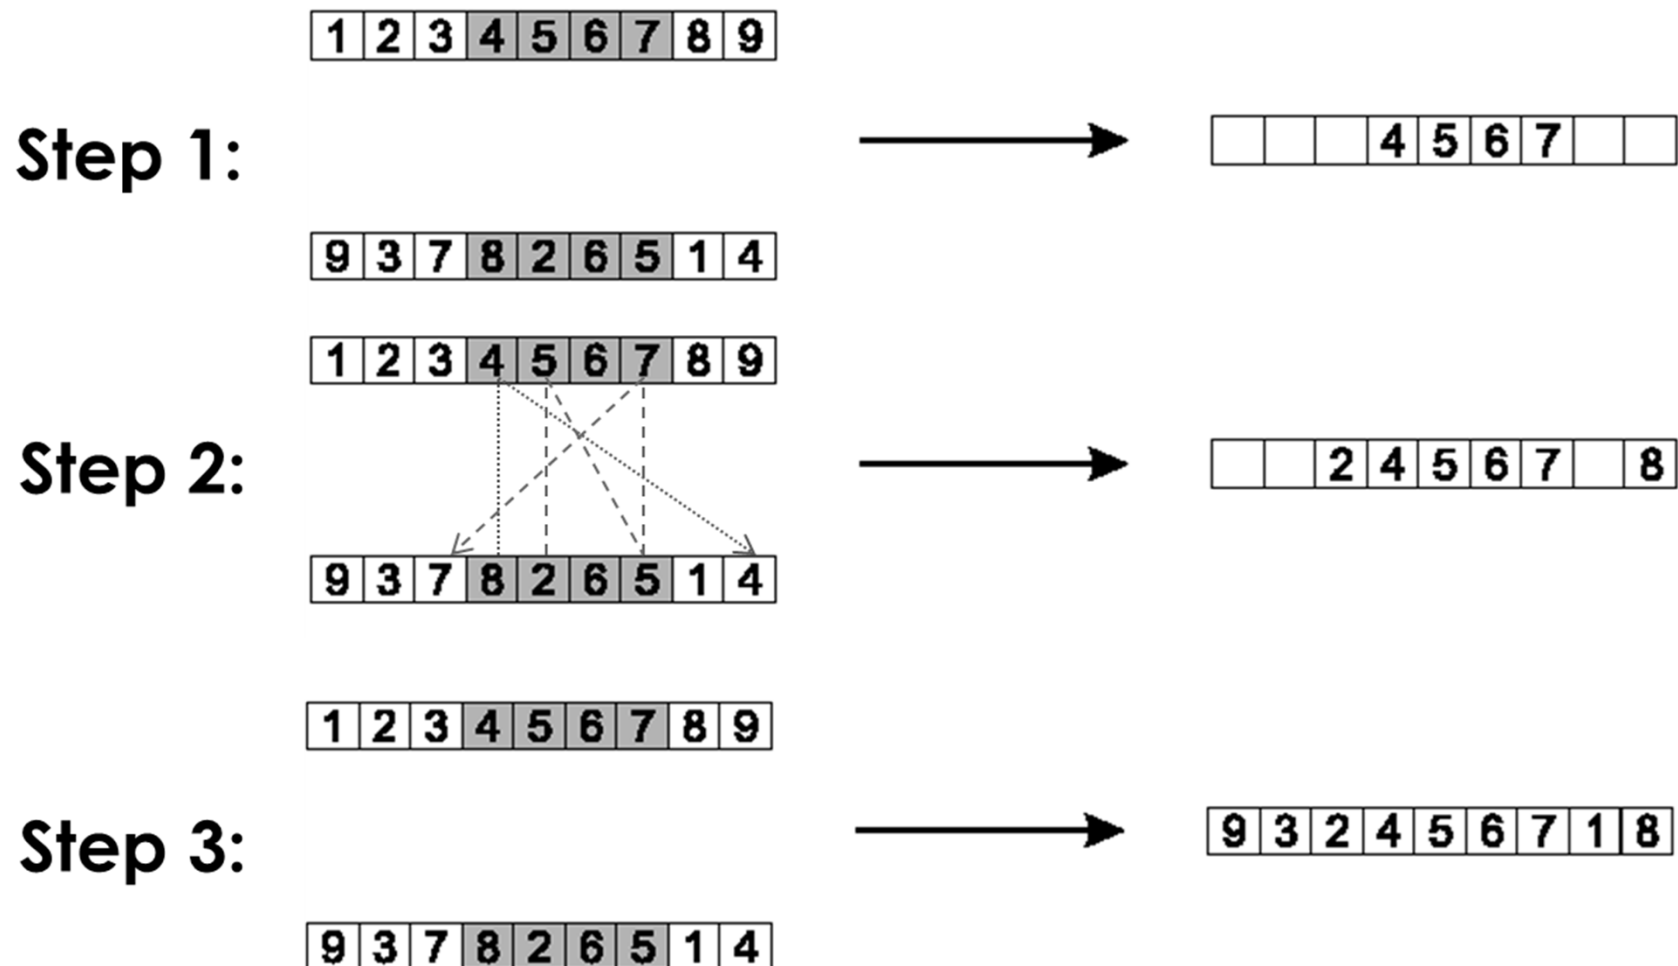 1 2 3 4 5 6 7 8 9
Step 1:
4 5 6 7
9 3 7 8 2 6 5 1 4
1 2 3 4 5 6 7 8 9
Step 2:
2 4 5 6 7 8
9 3 7 8 2 6 5 1 4
1 2 3 4 5 6 7 8 9
Step 3:
9 3 2 4 5 6 7 1 8
9 3 7 8 2 6 5 1 4